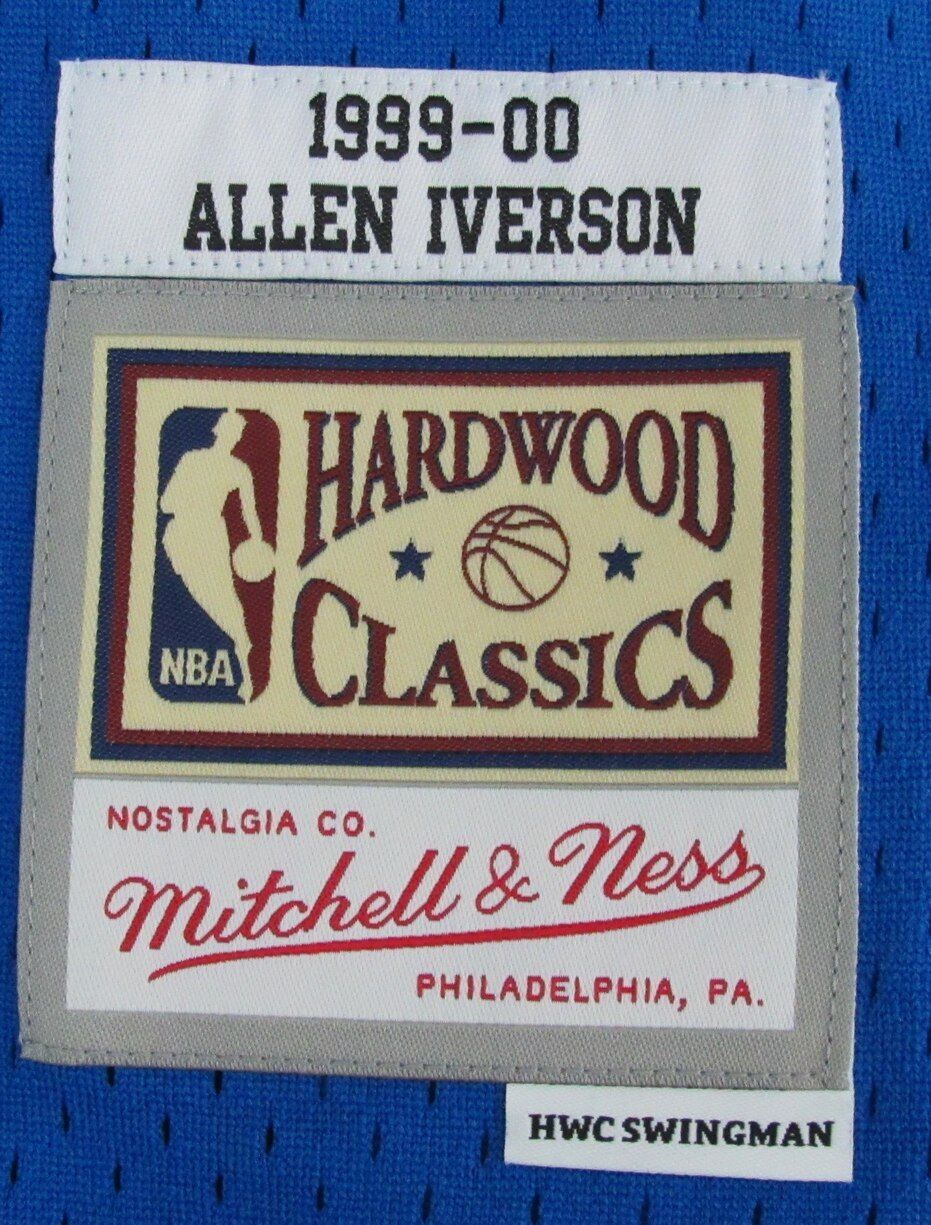 1999-00
ALLEN IVERSON
HARDWOOD
CLASSICS
NBA
NOSTALGIA CO.
Mitchell & Ness
PHILADELPHIA, PA.
HWC SWINGMAN